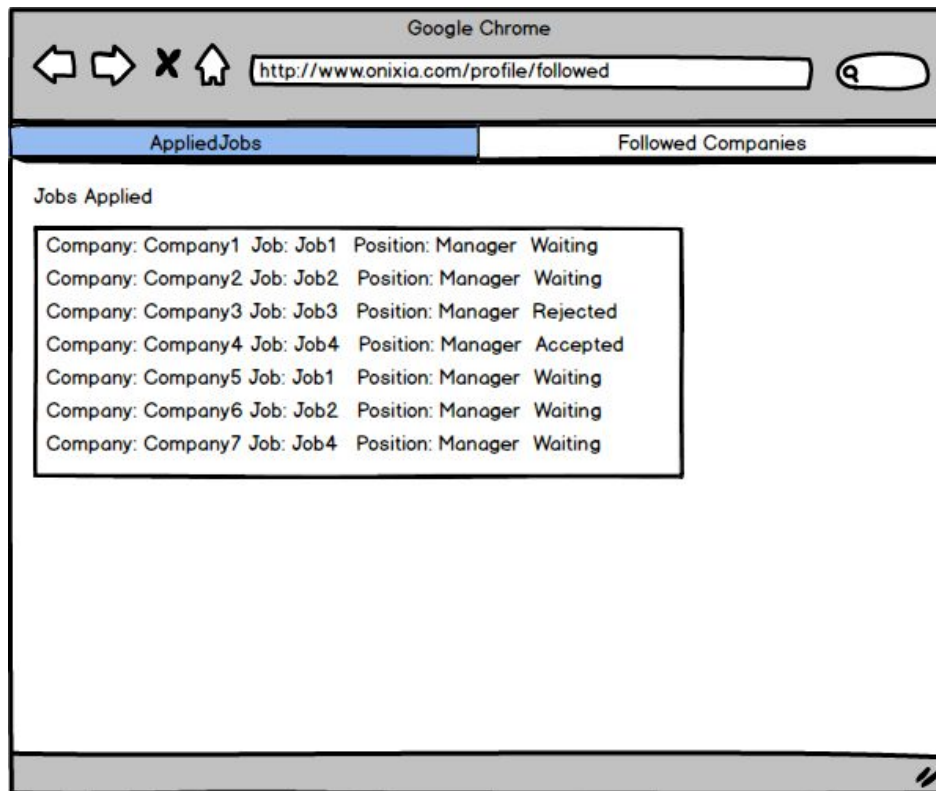 Google Chrome
http://www.onixia.com/profile/followed
AppliedJobs
Followed Companies
Jobs Applied
Company: Company1 Job: Job1 Position: Manager Waiting
Company: Company2 Job: Job2 Position: Manager Waiting
Company: Company3 Job: Job3 Position: Manager Rejected
Company: Company4 Job: Job4 Position: Manager Accepted
Company: Company5 Job: Job1 Position: Manager Waiting
Company: Company6 Job: Job2 Position: Manager Waiting
Company: Company7 Job: Job4 Position: Manager Waiting